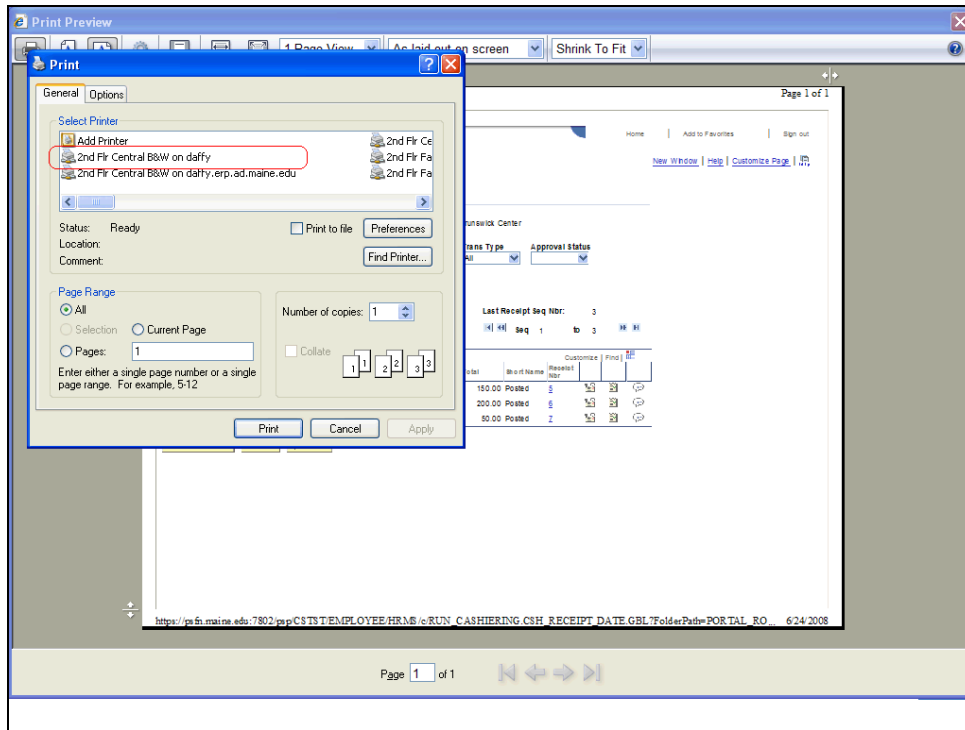 Print Preview
1 Page View As laid out on screen Shrink To Fit
Print
General Options
Select Printer
Add Printer 2nd Flr Ce
2nd Flr Central B&W on daffy 2nd Flr Fa
2nd Flr Central B&W on daffy.erp.ad.maine.edu 2nd Flr Fa
Status: Ready Print to file Preferences
Location:
Comment: Find Printer...
Page Range
All
Selection Current Page
Pages: 1
Enter either a single page number or a single
page range. For example, 5-12
Number of copies: 1
Collate
1 1 2 2 3 3
Print Cancel Apply
Page 1 of 1
Home | Add to Favorites | Sign out
New Window | Help | Customize Page |
runswick Center
rans Type Approval Status
All
Last Receipt Seq Nbr: 3
Seq 1 to 3
Customize | Find |
otal Short Name Receipt
Nbr
150.00 Posted 5
200.00 Posted 6
50.00 Posted 7
https://psfn.maine.edu:7802/psp/CSTST/EMPLOYEE/HRMS/c/RUN_CASHIERING.CSH_RECEIPT_DATE.GBL?FolderPath=PORTAL_RO... 6/24/2008
Page 1 of 1